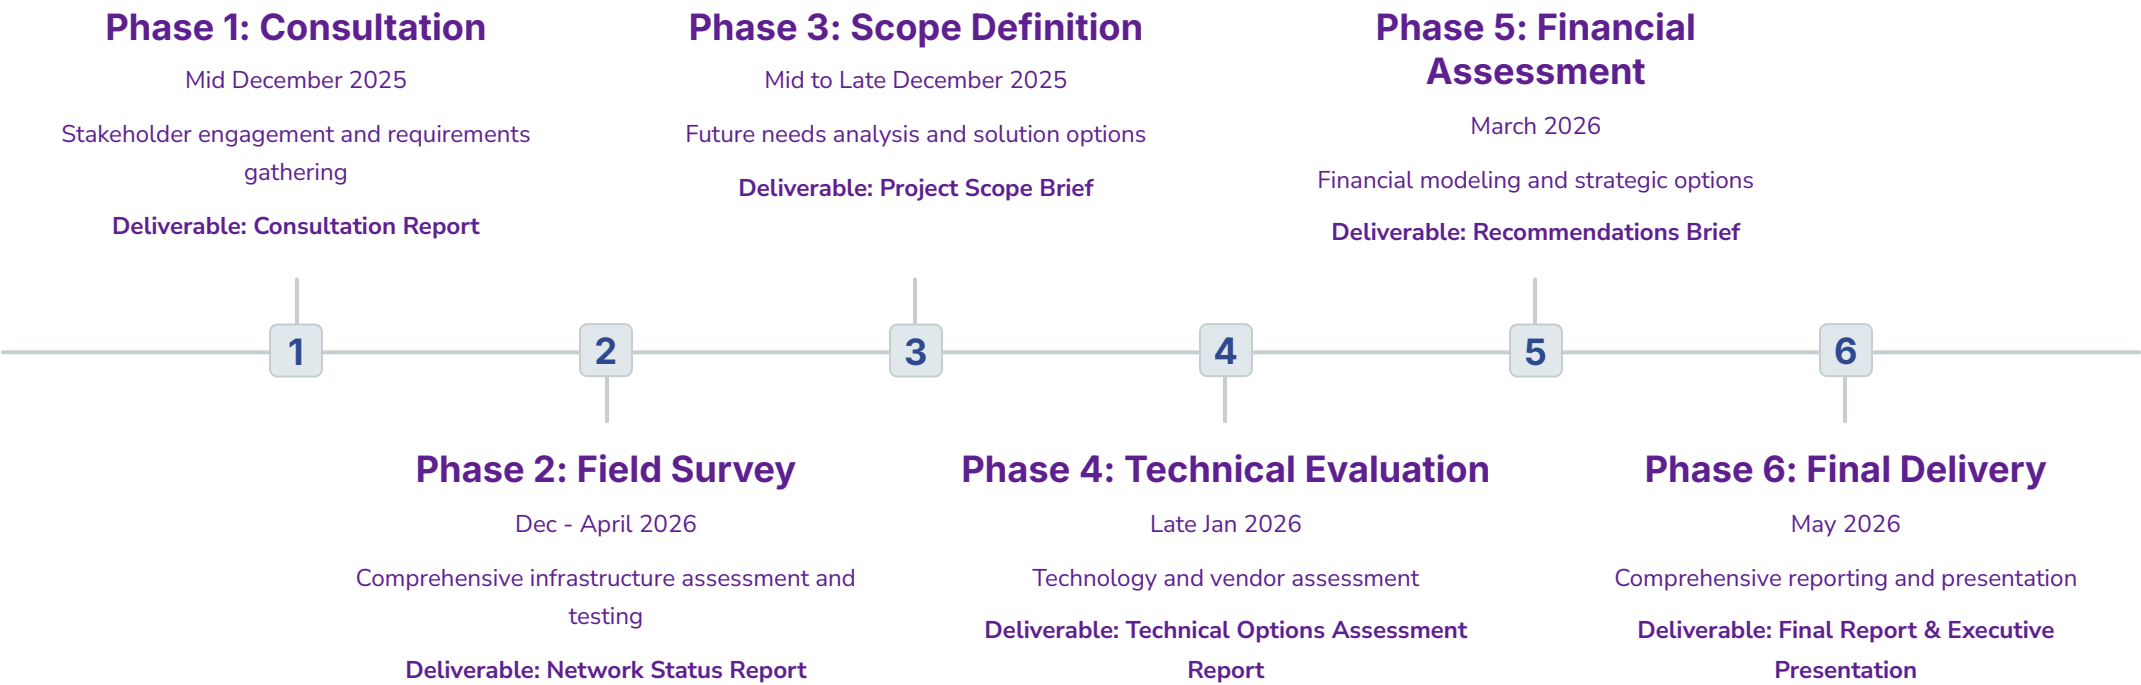 Phase 1: Consultation
Mid December 2025
Stakeholder engagement and requirements
gathering
Deliverable: Consultation Report
Phase 3: Scope Definition
Mid to Late December 2025
Future needs analysis and solution options
Deliverable: Project Scope Brief
Phase 5: Financial
Assessment
March 2026
Financial modeling and strategic options
Deliverable: Recommendations Brief
1
2
3
4
5
6
Phase 2: Field Survey
Dec - April 2026
Comprehensive infrastructure assessment and
testing
Deliverable: Network Status Report
Phase 4: Technical Evaluation
Late Jan 2026
Technology and vendor assessment
Deliverable: Technical Options Assessment
Report
Phase 6: Final Delivery
May 2026
Comprehensive reporting and presentation
Deliverable: Final Report & Executive
Presentation